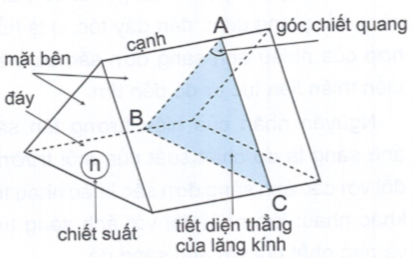 A
góc chiết quang
cạnh
mặt bên
đáy
B
n
C
chiết suất
tiết diện thẳng
của lăng kính